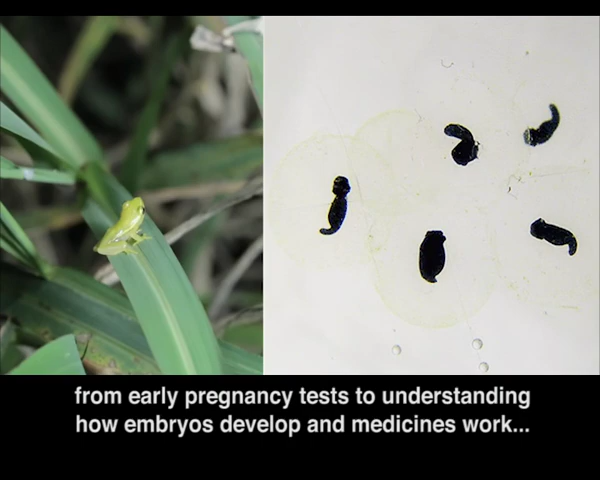 from early pregnancy tests to understanding
how embryos develop and medicines work...